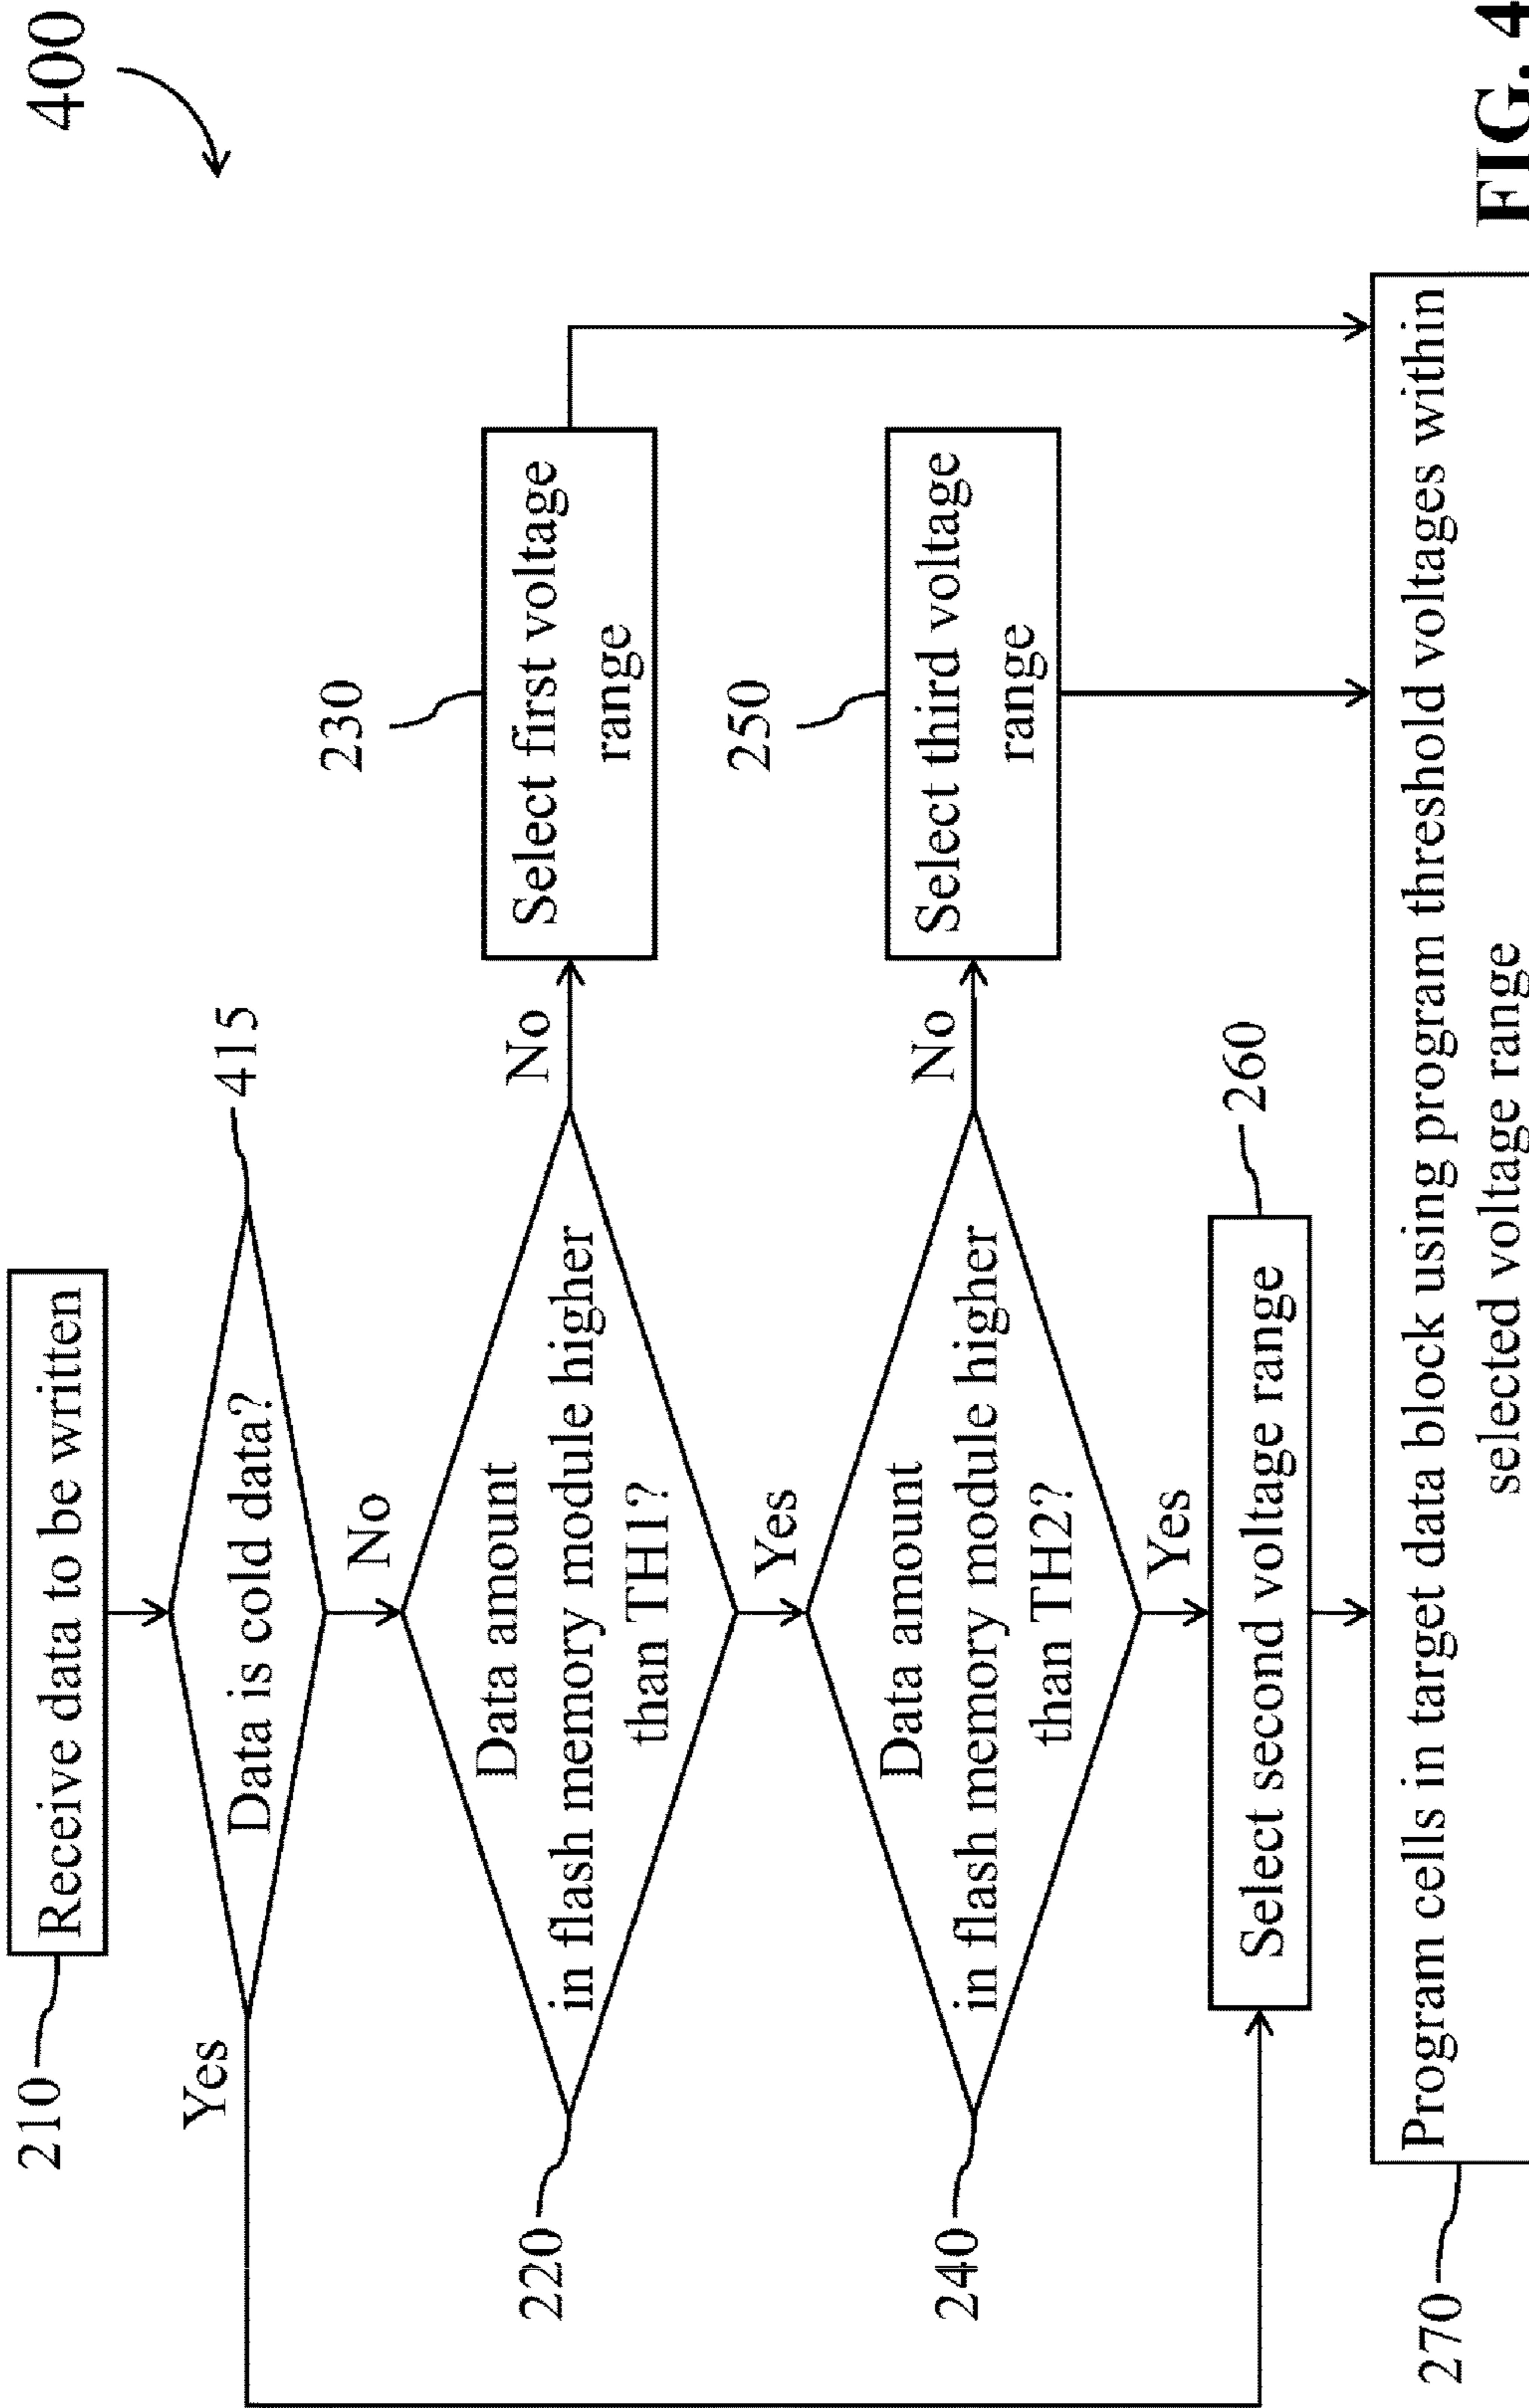 400
210
Receive data to be written
415
Data is cold data?
Yes
No
220
Data amount
in flash memory module higher
than TH1?
No
230
Select first voltage
range
Yes
240
Data amount
in flash memory module higher
than TH2?
No
250
Select third voltage
range
Yes
260
Select second voltage range
270
Program cells in target data block using program threshold voltages within
selected voltage range
FIG. 4